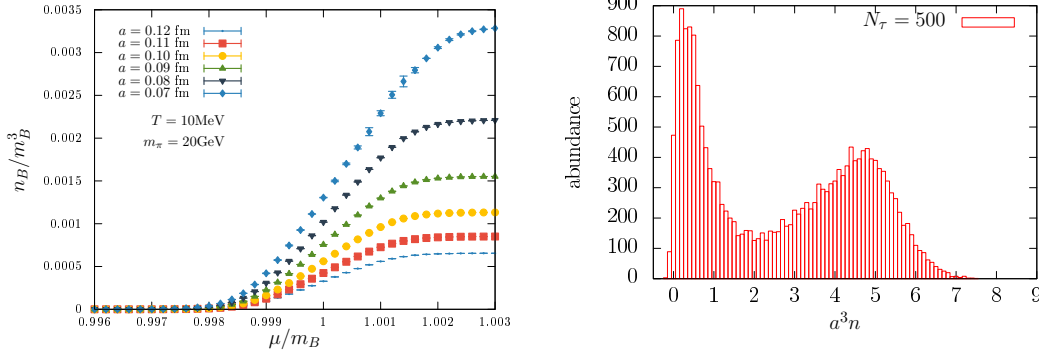 0.0035
0.003
0.0025
0.002
0.0015
0.001
0.0005
0
n_B/m_B^3
a = 0.12 fm
a = 0.11 fm
a = 0.10 fm
a = 0.09 fm
a = 0.08 fm
a = 0.07 fm
T = 10MeV
m_π = 20GeV
0.996 0.997 0.998 0.999 1 1.001 1.002 1.003
μ/m_B
900
800
700
600
500
400
300
200
100
0
abundance
N_τ = 500
0 1 2 3 4 5 6 7 8 9
a^3n